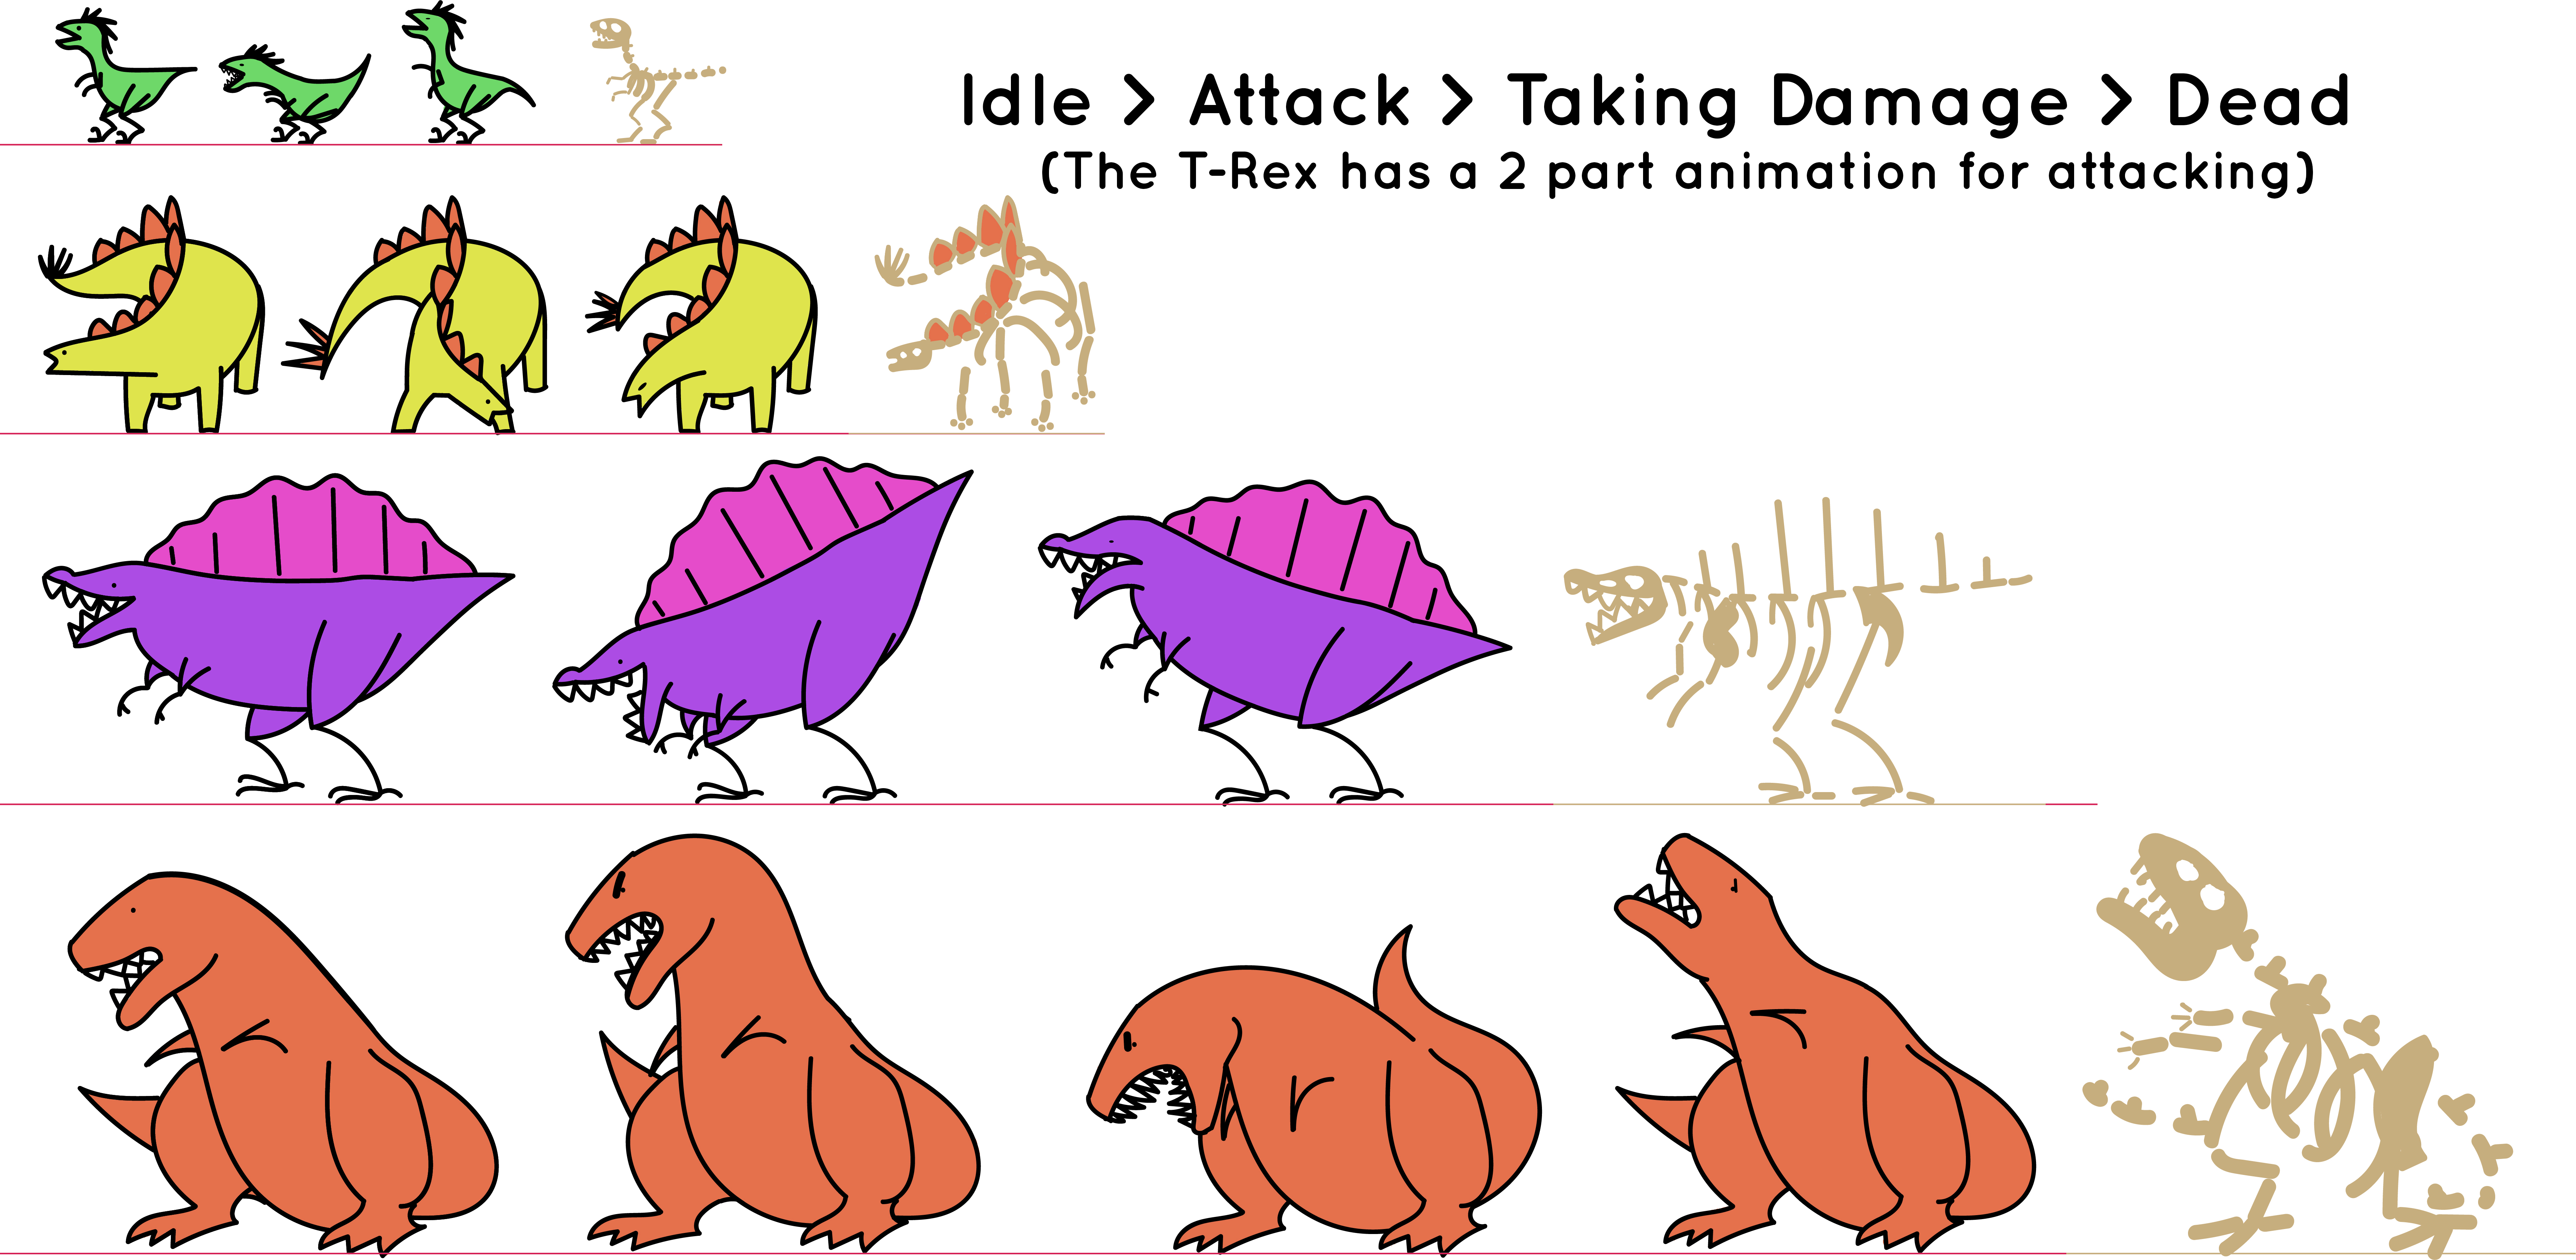 Idle > Attack > Taking Damage > Dead
(The T-Rex has a 2 part animation for attacking)